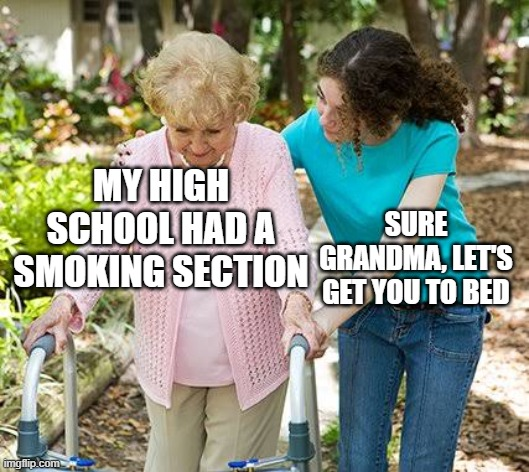 MY HIGH
SCHOOL HAD A
SMOKING SECTION
SURE
GRANDMA, LET'S
GET YOU TO BED
imgflip.com